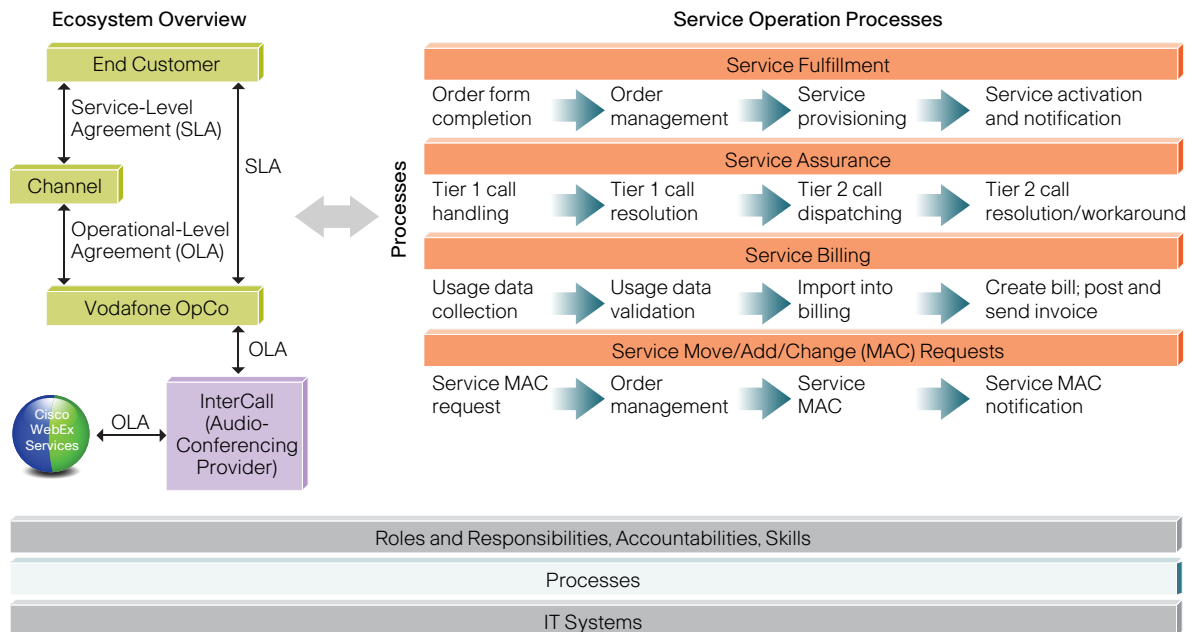 Ecosystem Overview
End Customer
Service-Level
Agreement (SLA)
SLA
Channel
Operational-Level
Agreement (OLA)
Vodafone OpCo
OLA
InterCall
(Audio-
Conferencing
Provider)
OLA
Cisco
WebEx
Services
Service Operation Processes
Processes
Service Fulfillment
Order form
completion
Order
management
Service
provisioning
Service activation
and notification
Service Assurance
Tier 1 call
handling
Tier 1 call
resolution
Tier 2 call
dispatching
Tier 2 call
resolution/workaround
Service Billing
Usage data
collection
Usage data
validation
Import into
billing
Create bill; post and
send invoice
Service Move/Add/Change (MAC) Requests
Service MAC
request
Order
management
Service
MAC
Service MAC
notification
Roles and Responsibilities, Accountabilities, Skills
Processes
IT Systems